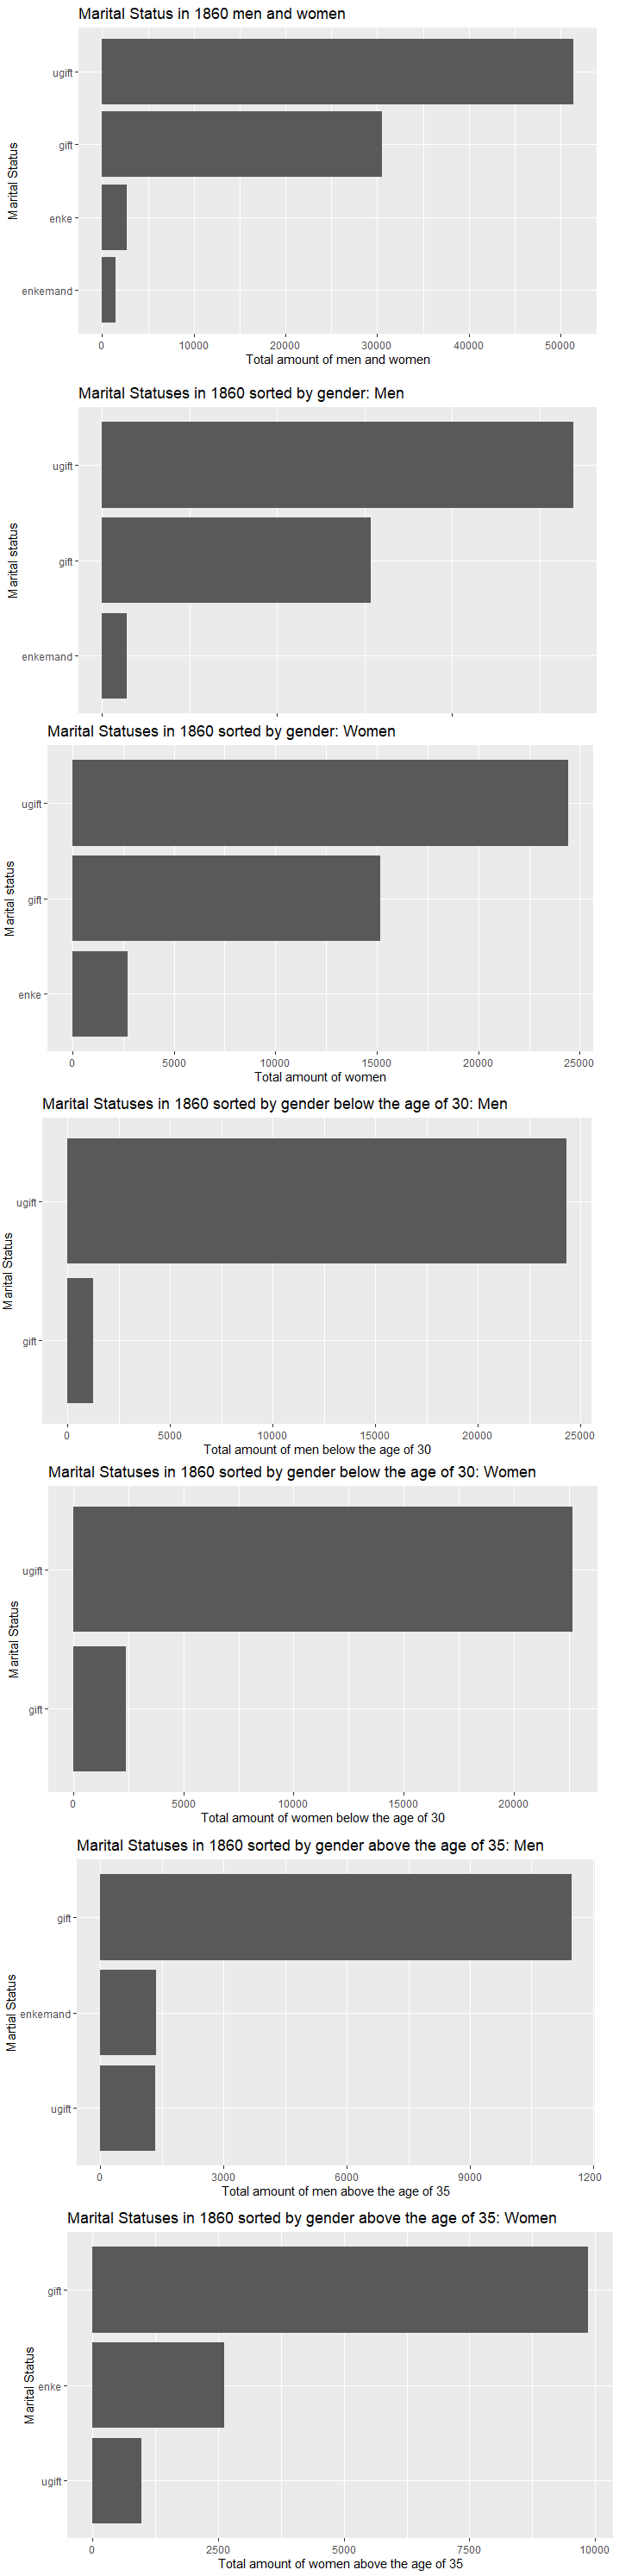 Marital Status in 1860 men and women
Marital Status
ugift
gift
enke
enkemand
0 10000 20000 30000 40000 50000
Total amount of men and women
Marital Statuses in 1860 sorted by gender: Men
Marital status
ugift
gift
enkemand
Marital Statuses in 1860 sorted by gender: Women
Marital status
ugift
gift
enke
0 5000 10000 15000 20000 25000
Total amount of women
Marital Statuses in 1860 sorted by gender below the age of 30: Men
Marital Status
ugift
gift
0 5000 10000 15000 20000 25000
Total amount of men below the age of 30
Marital Statuses in 1860 sorted by gender below the age of 30: Women
Marital Status
ugift
gift
0 5000 10000 15000 20000
Total amount of women below the age of 30
Marital Statuses in 1860 sorted by gender above the age of 35: Men
Martial Status
gift
enkemand
ugift
0 3000 6000 9000 1200
Total amount of men above the age of 35
Marital Statuses in 1860 sorted by gender above the age of 35: Women
Marital Status
gift
enke
ugift
0 2500 5000 7500 10000
Total amount of women above the age of 35